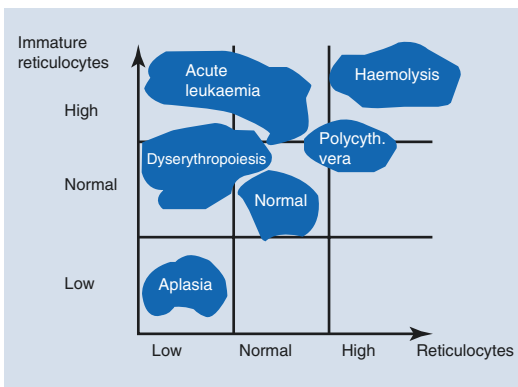 Immature
reticulocytes
Acute
leukaemia
Haemolysis
High
Polycyth.
vera
Dyserythropoiesis
Normal
Normal
Low
Aplasia
Low Normal High Reticulocytes